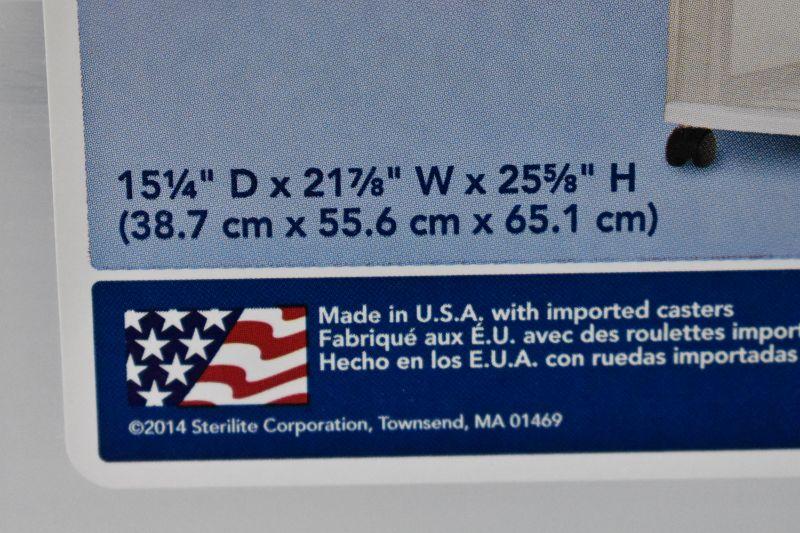 15¼" D x 21⅞" W x 25⅝" H
(38.7 cm x 55.6 cm x 65.1 cm)
Made in U.S.A. with imported casters
Fabriqué aux É.U. avec des roulettes import
Hecho en los E.U.A. con ruedas importadas
©2014 Sterilite Corporation, Townsend, MA 01469